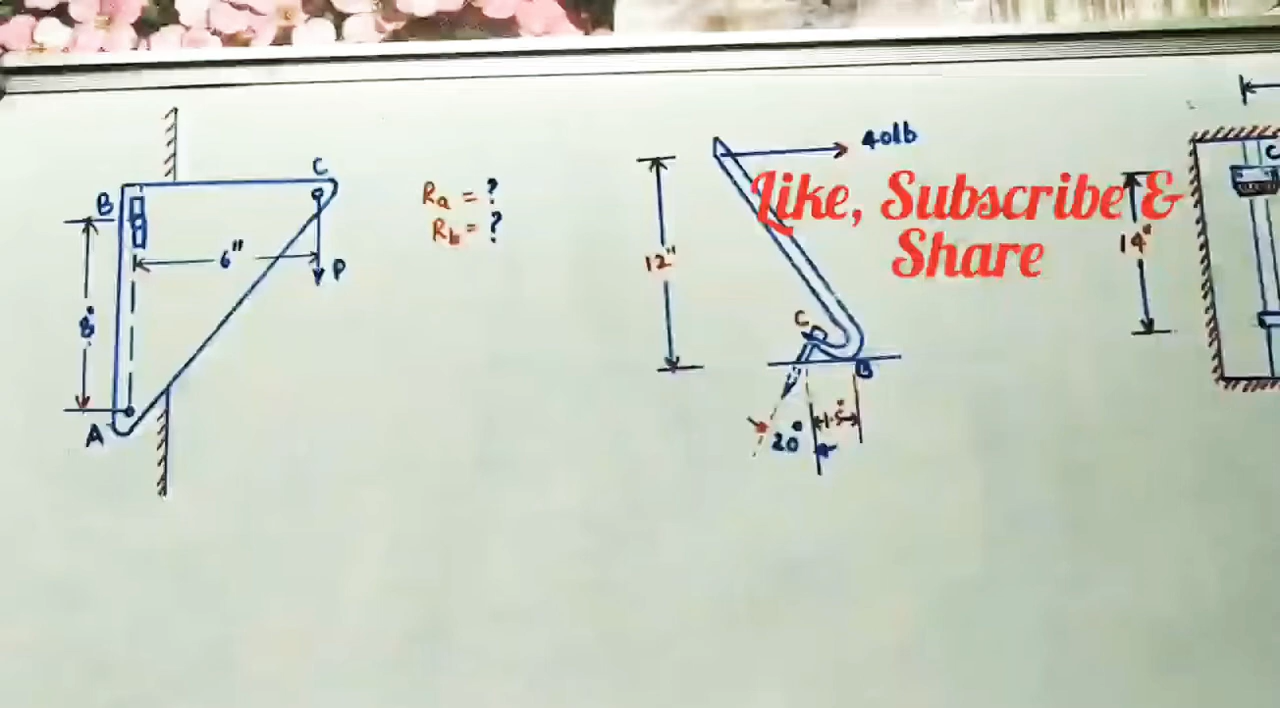 C
B
6"
P
8"
A
Ra = ?
Rb = ?
40lb
12"
C
B
1.5"
20°
Like, Subscribe &
Share
14"
C